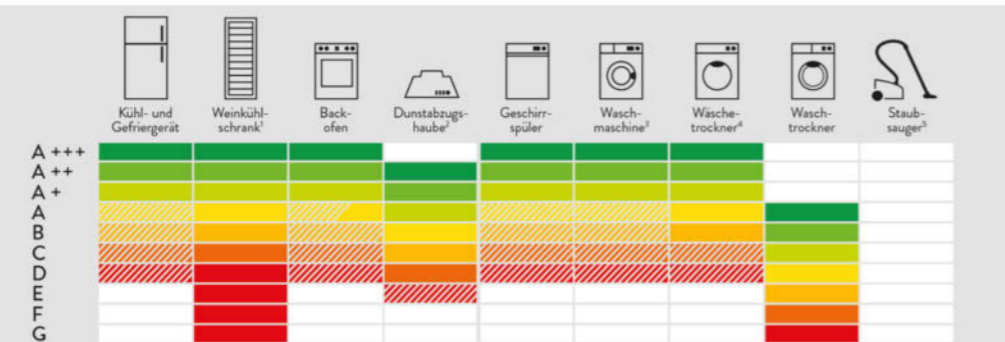 Kühl- und
Gefriergerät
Weinkühl-
schrank¹
Back-
ofen
Dunstabzugs-
haube²
Geschirr-
spüler
Wasch-
maschine³
Wäsche-
trockner⁴
Wasch-
trockner
Staub-
sauger⁵
A +++
A ++
A +
A
B
C
D
E
F
G